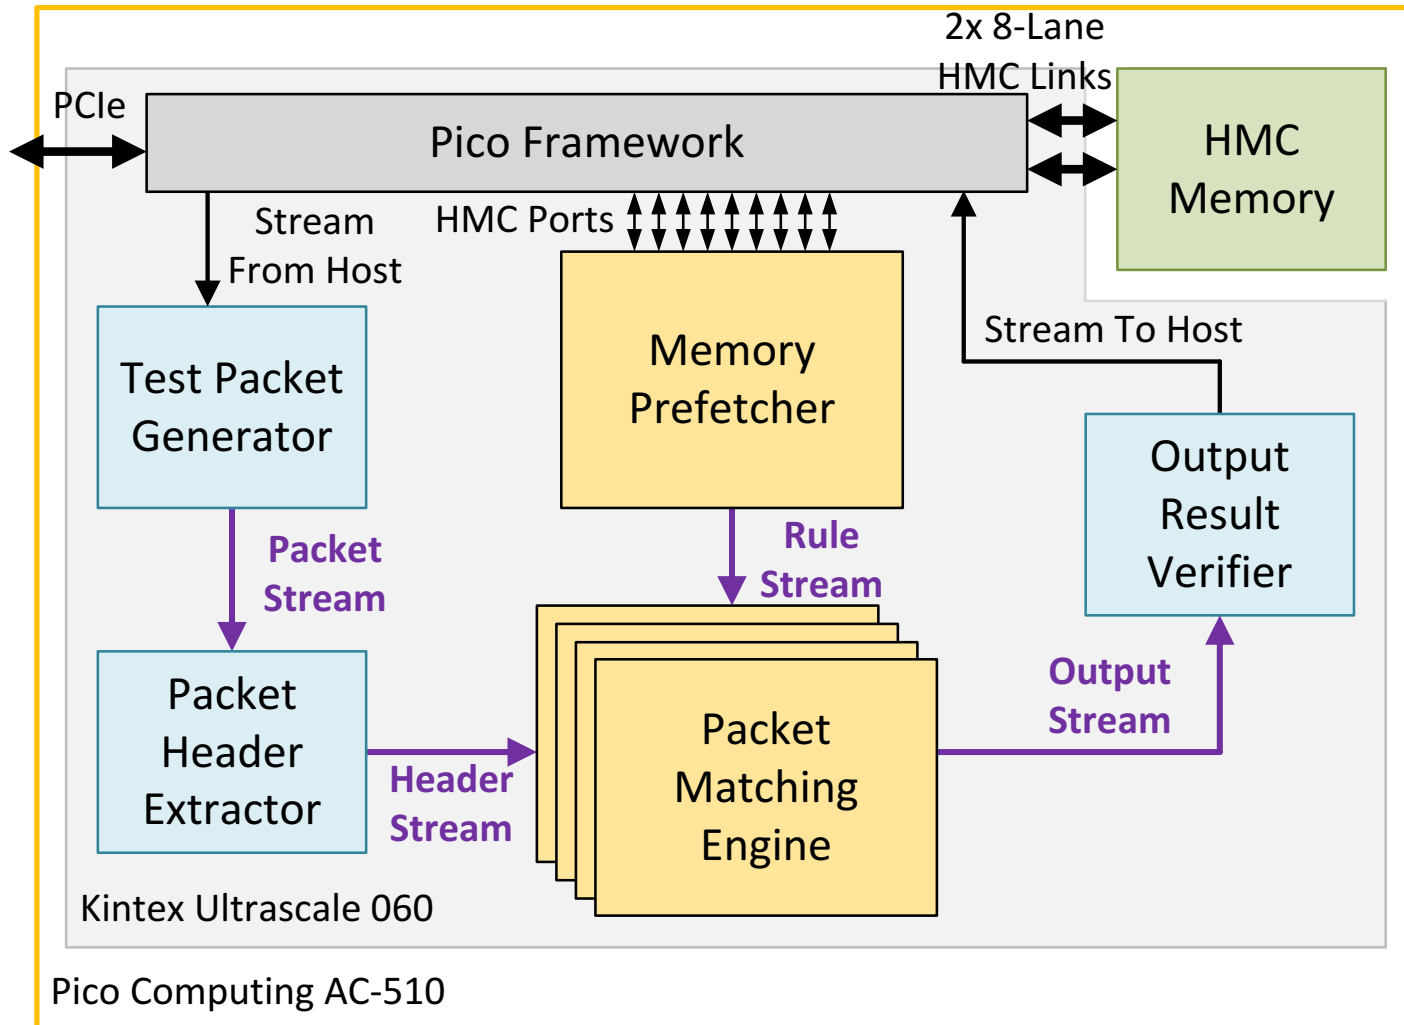 2x 8-Lane
HMC Links
PCIe
Pico Framework
HMC
Memory
Stream
From Host
HMC Ports
Test Packet
Generator
Memory
Prefetcher
Stream To Host
Output
Result
Verifier
Packet
Stream
Rule
Stream
Packet
Header
Extractor
Header
Stream
Packet
Matching
Engine
Output
Stream
Kintex Ultrascale 060
Pico Computing AC-510